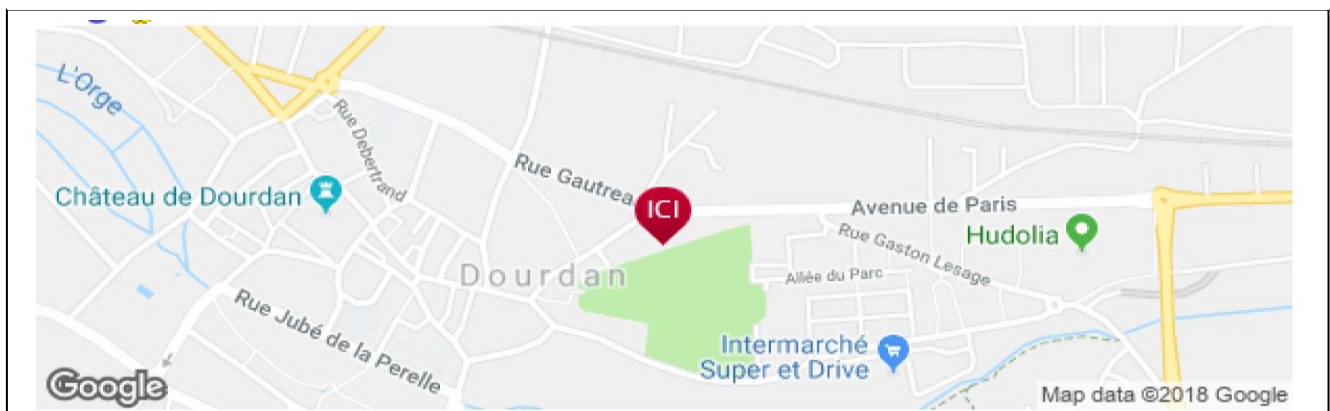 L'Orge
Rue Debertrand
Rue Gautrea
ICI
Château de Dourdan
Avenue de Paris
Hudolia
Rue Gaston Lesage
Dourdan
Allée du Parc
Rue Jubé de la Perelle
Intermarché
Super et Drive
Google
Map data ©2018 Google